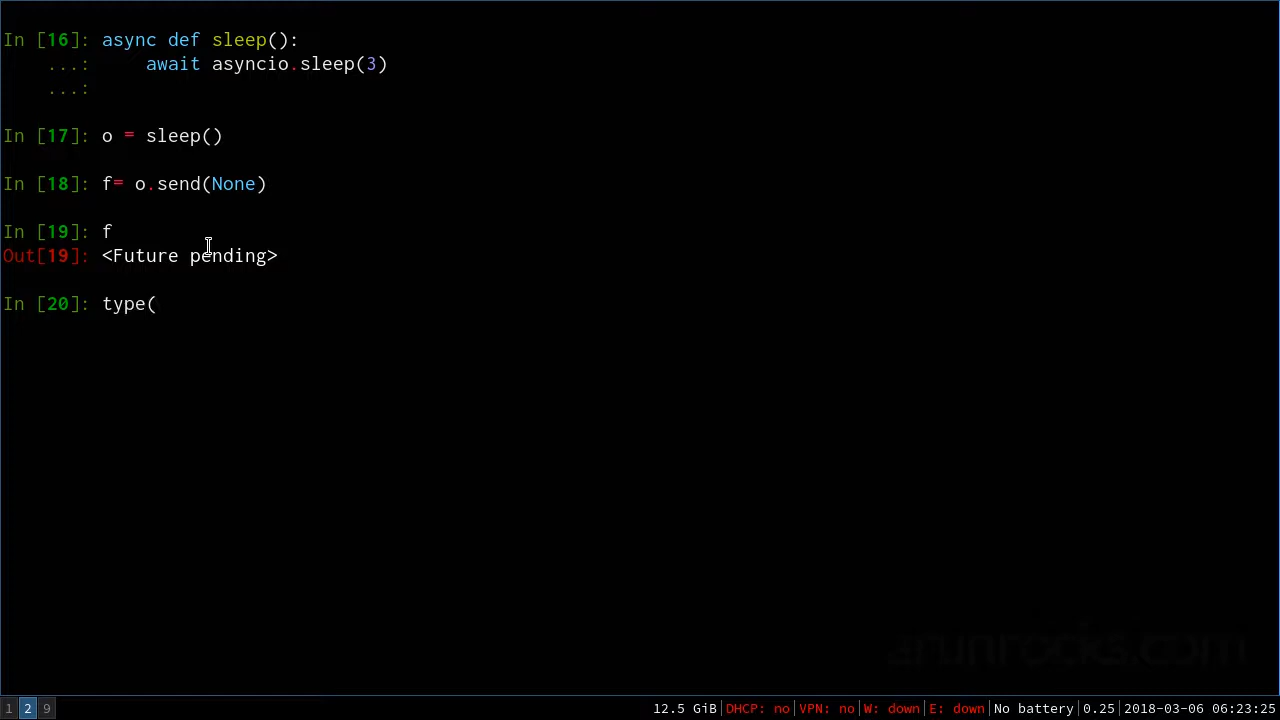 In [16]: async def sleep():
   ...:     await asyncio.sleep(3)
   ...:
In [17]: o = sleep()
In [18]: f= o.send(None)
In [19]: f
Out[19]: <Future pending>
In [20]: type(
arunrocks.com
1 2 9 12.5 GiB|DHCP: no|VPN: no|W: down|E: down|No battery|0.25|2018-03-06 06:23:25